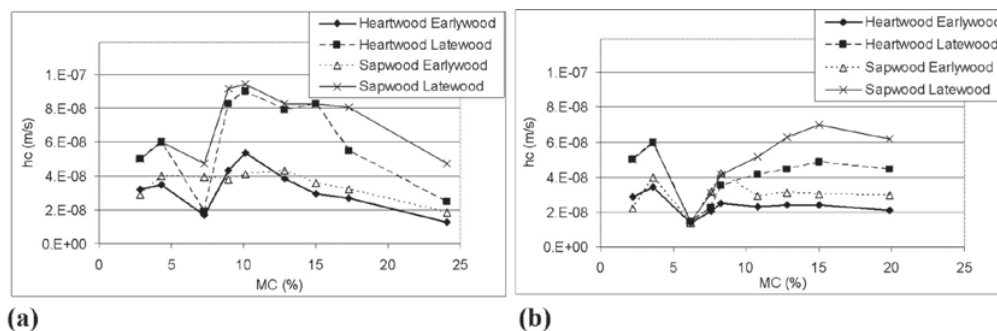 Heartwood Earlywood
Heartwood Latewood
Sapwood Earlywood
Sapwood Latewood
hc (m/s)
1.E-07
8.E-08
6.E-08
4.E-08
2.E-08
0.E+00
0 5 10 15 20 25
MC (%)
(a)
Heartwood Earlywood
Heartwood Latewood
Sapwood Earlywood
Sapwood Latewood
hc (m/s)
1.E-07
8.E-08
6.E-08
4.E-08
2.E-08
0.E+00
0 5 10 15 20 25
MC (%)
(b)